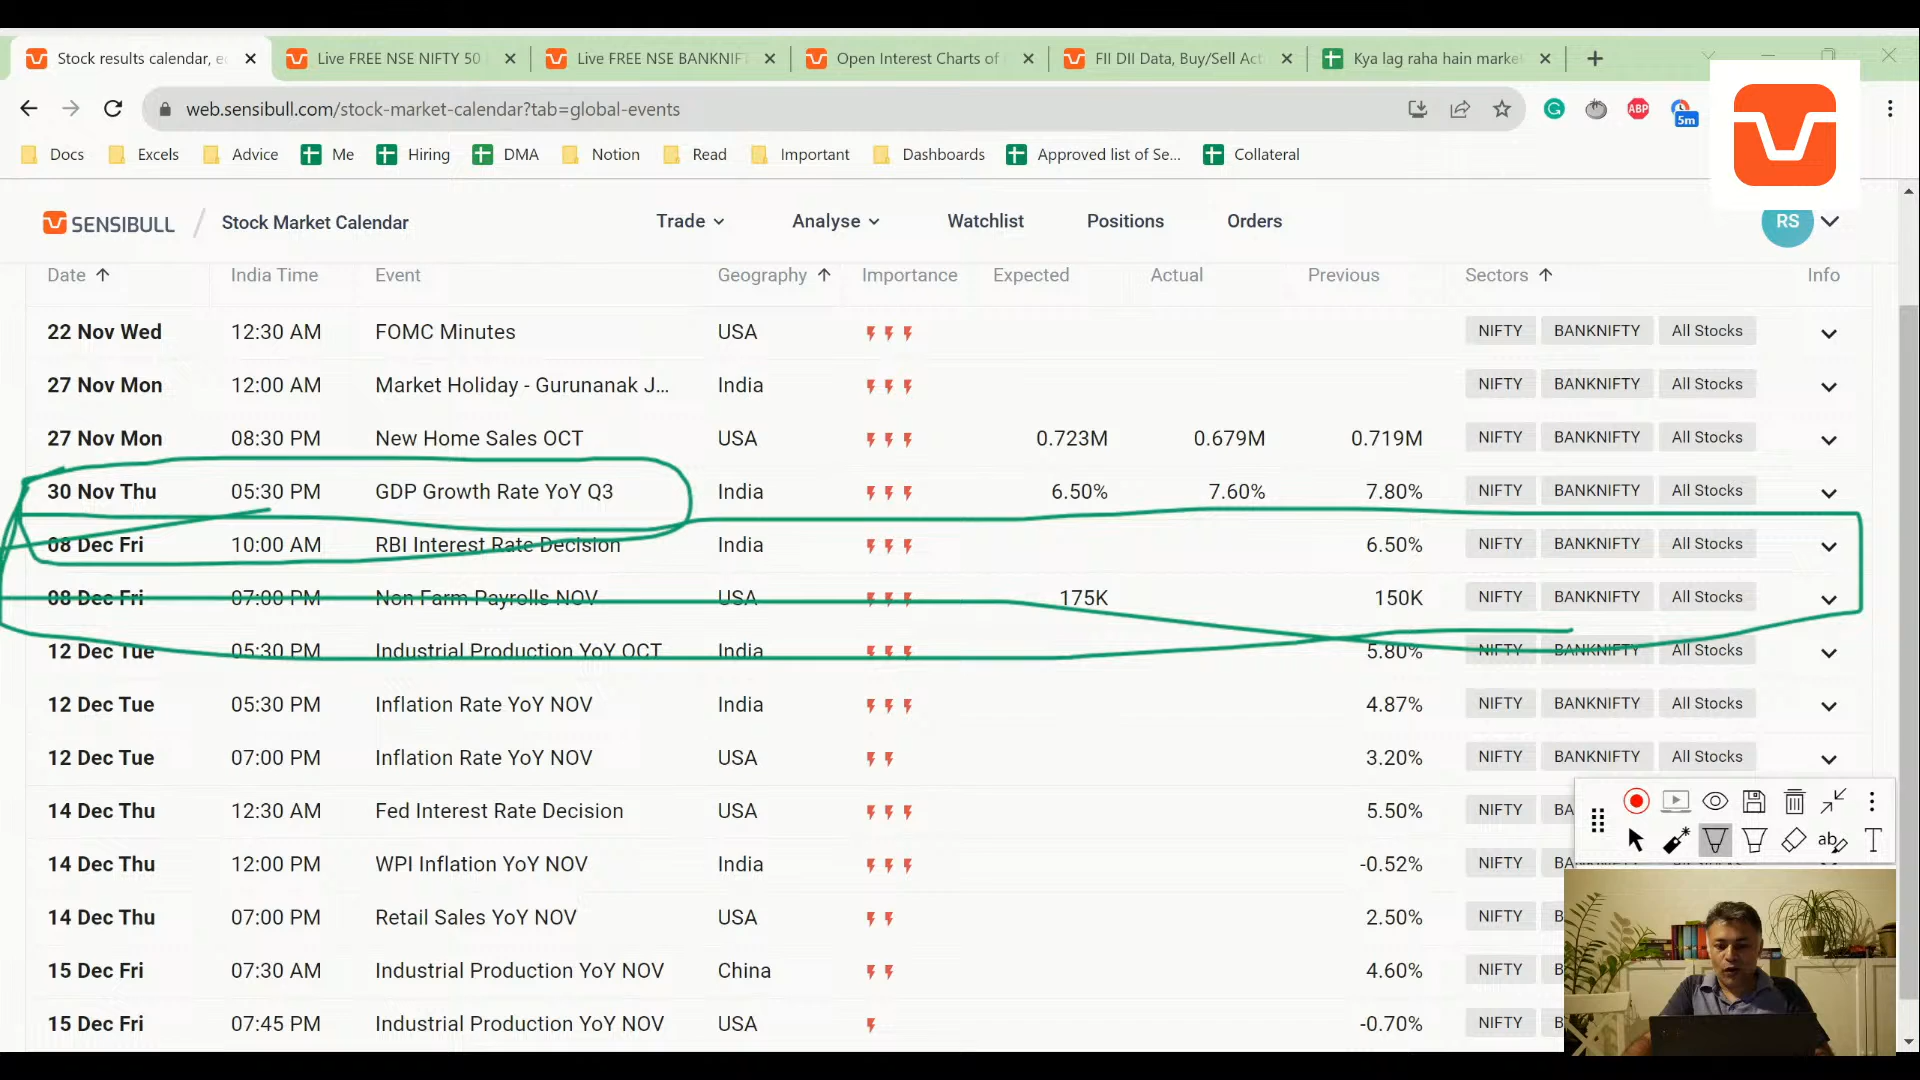 Stock results calendar, e
Live FREE NSE NIFTY 50
Live FREE NSE BANKNIFT
Open Interest Charts of
FII DII Data, Buy/Sell Act
Kya lag raha hain market
web.sensibull.com/stock-market-calendar?tab=global-events
ABP
5m
Docs Excels Advice Me Hiring DMA Notion Read Important Dashboards Approved list of Se... Collateral
SENSIBULL / Stock Market Calendar Trade Analyse Watchlist Positions Orders RS
Date India Time Event Geography Importance Expected Actual Previous Sectors Info
22 Nov Wed 12:30 AM FOMC Minutes USA NIFTY BANKNIFTY All Stocks
27 Nov Mon 12:00 AM Market Holiday - Gurunanak J... India NIFTY BANKNIFTY All Stocks
27 Nov Mon 08:30 PM New Home Sales OCT USA 0.723M 0.679M 0.719M NIFTY BANKNIFTY All Stocks
30 Nov Thu 05:30 PM GDP Growth Rate YoY Q3 India 6.50% 7.60% 7.80% NIFTY BANKNIFTY All Stocks
08 Dec Fri 10:00 AM RBI Interest Rate Decision India 6.50% NIFTY BANKNIFTY All Stocks
08 Dec Fri 07:00 PM Non Farm Payrolls NOV USA 175K 150K NIFTY BANKNIFTY All Stocks
12 Dec Tue 05:30 PM Industrial Production YoY OCT India 5.80% NIFTY BANKNIFTY All Stocks
12 Dec Tue 05:30 PM Inflation Rate YoY NOV India 4.87% NIFTY BANKNIFTY All Stocks
12 Dec Tue 07:00 PM Inflation Rate YoY NOV USA 3.20% NIFTY BANKNIFTY All Stocks
14 Dec Thu 12:30 AM Fed Interest Rate Decision USA 5.50% NIFTY BA
14 Dec Thu 12:00 PM WPI Inflation YoY NOV India -0.52% NIFTY BA
14 Dec Thu 07:00 PM Retail Sales YoY NOV USA 2.50% NIFTY B
15 Dec Fri 07:30 AM Industrial Production YoY NOV China 4.60% NIFTY B
15 Dec Fri 07:45 PM Industrial Production YoY NOV USA -0.70% NIFTY B